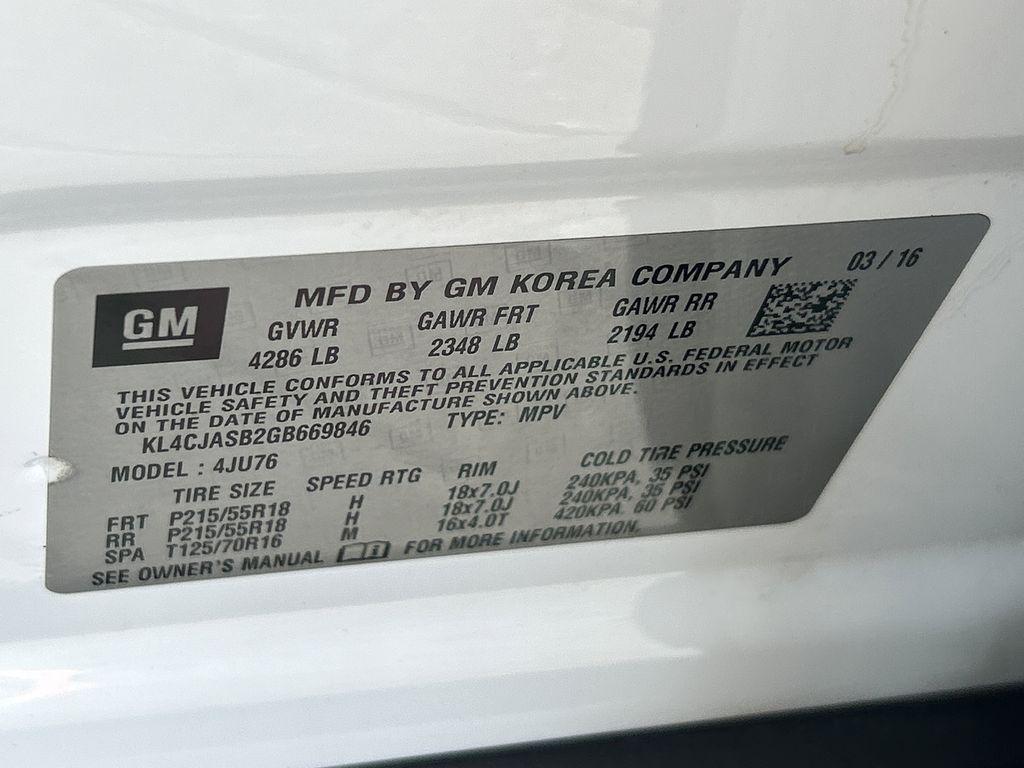 GM
MFD BY GM KOREA COMPANY 03/16
GVWR GAWR FRT GAWR RR
4286 LB 2348 LB 2194 LB
THIS VEHICLE CONFORMS TO ALL APPLICABLE U.S. FEDERAL MOTOR
VEHICLE SAFETY AND THEFT PREVENTION STANDARDS IN EFFECT
ON THE DATE OF MANUFACTURE SHOWN ABOVE.
KL4CJASB2GB669846 TYPE: MPV
MODEL : 4JU76
TIRE SIZE SPEED RTG RIM COLD TIRE PRESSURE
FRT P215/55R18 H 18x7.0J 240KPA, 35 PSI
RR P215/55R18 H 18x7.0J 240KPA, 35 PSI
SPA T125/70R16 M 16x4.0T 420KPA, 60 PSI
SEE OWNER'S MANUAL FOR MORE INFORMATION.